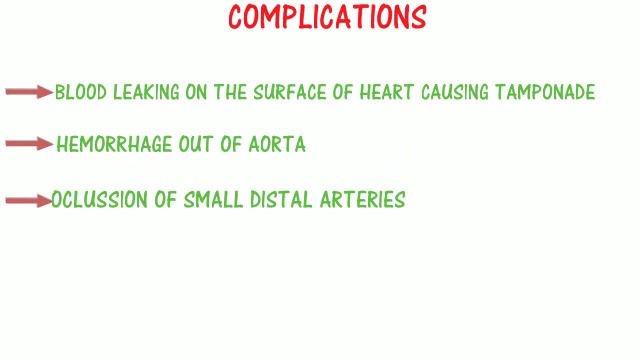 COMPLICATIONS
BLOOD LEAKING ON THE SURFACE OF HEART CAUSING TAMPONADE
HEMORRHAGE OUT OF AORTA
OCLUSSION OF SMALL DISTAL ARTERIES